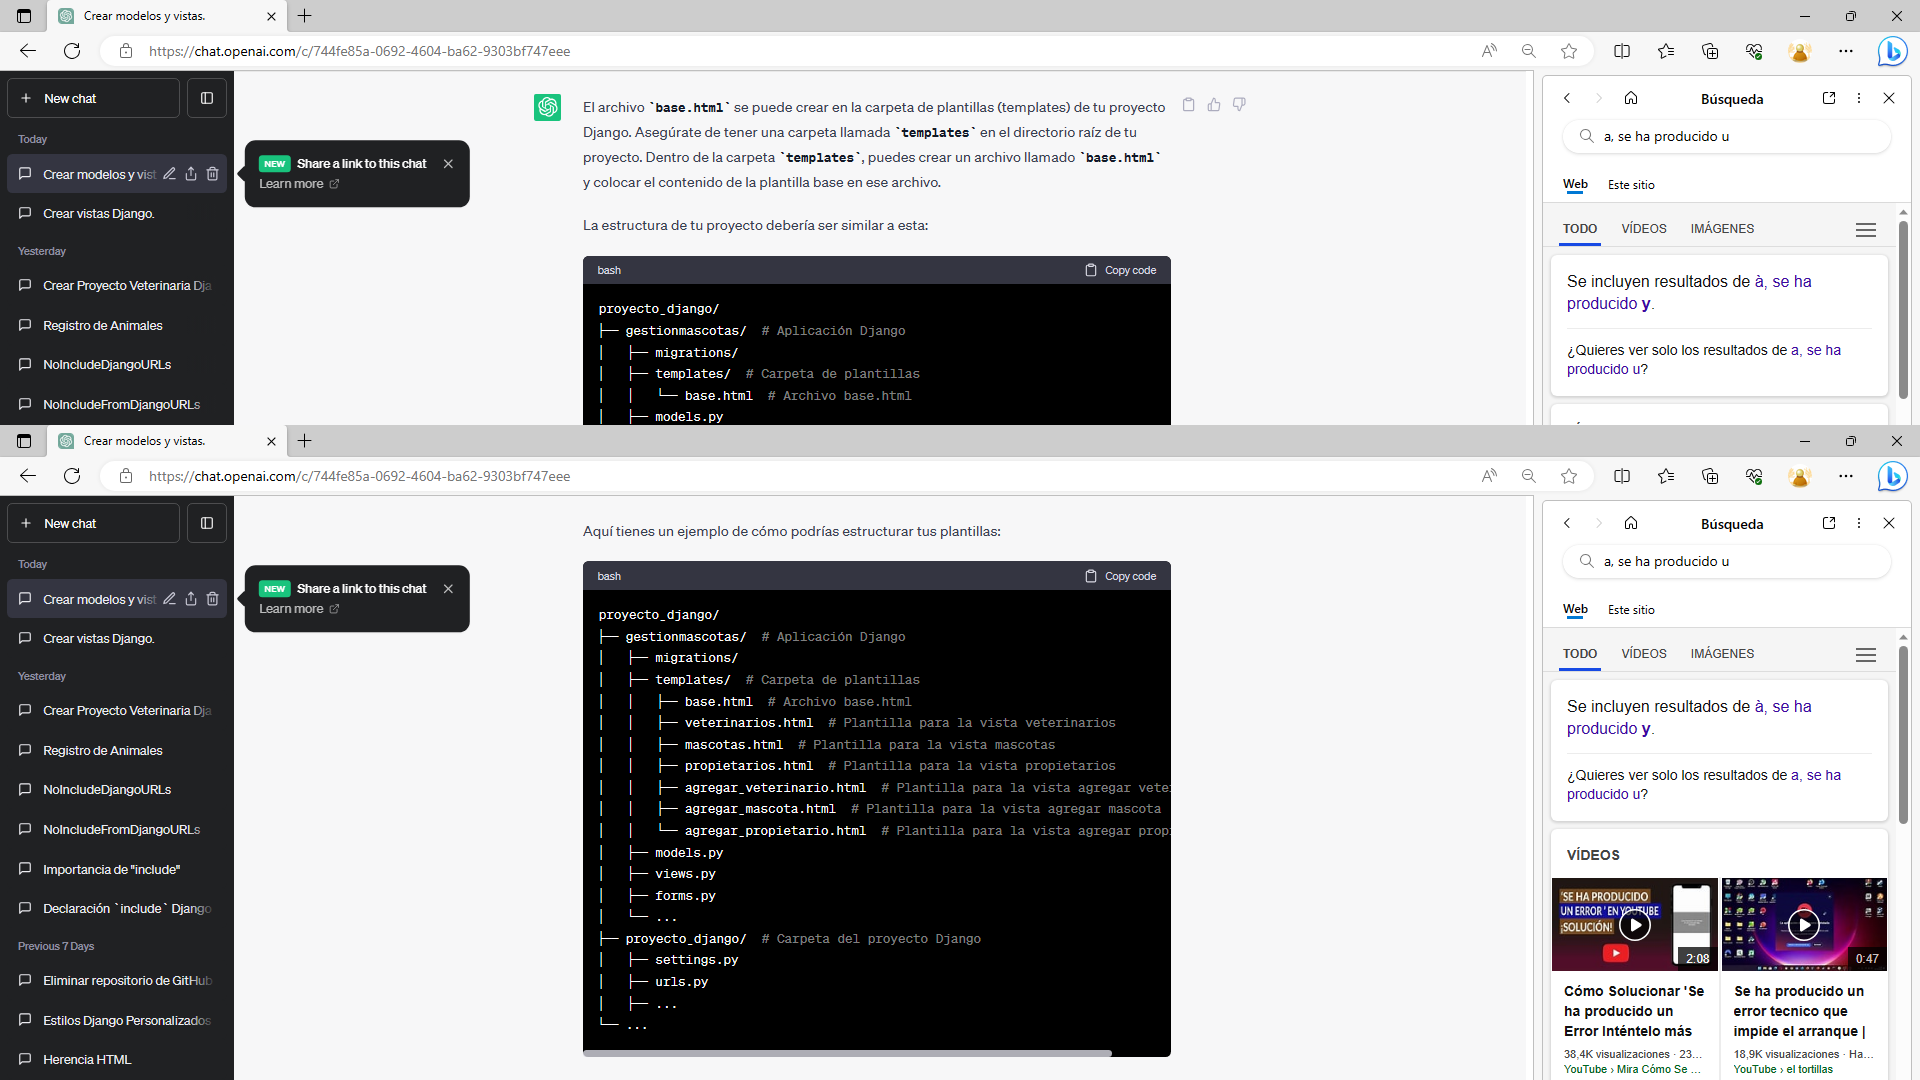 Crear modelos y vistas.
https://chat.openai.com/c/744fe85a-0692-4604-ba62-9303bf747eee
New chat
Today
Crear modelos y vist
Crear vistas Django.
Yesterday
Crear Proyecto Veterinaria Dja
Registro de Animales
NoIncludeDjangoURLs
NoIncludeFromDjangoURLs
NEW Share a link to this chat
Learn more
El archivo `base.html` se puede crear en la carpeta de plantillas (templates) de tu proyecto
Django. Asegúrate de tener una carpeta llamada `templates` en el directorio raíz de tu
proyecto. Dentro de la carpeta `templates`, puedes crear un archivo llamado `base.html`
y colocar el contenido de la plantilla base en ese archivo.
La estructura de tu proyecto debería ser similar a esta:
bash Copy code
proyecto_django/
├── gestionmascotas/  # Aplicación Django
│   ├── migrations/
│   ├── templates/  # Carpeta de plantillas
│   │   └── base.html  # Archivo base.html
│   ├── models.py
Búsqueda
a, se ha producido u
Web Este sitio
TODO VÍDEOS IMÁGENES
Se incluyen resultados de à, se ha
producido y.
¿Quieres ver solo los resultados de a, se ha
producido u?
Crear modelos y vistas.
https://chat.openai.com/c/744fe85a-0692-4604-ba62-9303bf747eee
New chat
Today
Crear modelos y vist
Crear vistas Django.
Yesterday
Crear Proyecto Veterinaria Dja
Registro de Animales
NoIncludeDjangoURLs
NoIncludeFromDjangoURLs
Importancia de "include"
Declaración `include` Django
Previous 7 Days
Eliminar repositorio de GitHub
Estilos Django Personalizados
Herencia HTML
NEW Share a link to this chat
Learn more
Aquí tienes un ejemplo de cómo podrías estructurar tus plantillas:
bash Copy code
proyecto_django/
├── gestionmascotas/  # Aplicación Django
│   ├── migrations/
│   ├── templates/  # Carpeta de plantillas
│   │   ├── base.html  # Archivo base.html
│   │   ├── veterinarios.html  # Plantilla para la vista veterinarios
│   │   ├── mascotas.html  # Plantilla para la vista mascotas
│   │   ├── propietarios.html  # Plantilla para la vista propietarios
│   │   ├── agregar_veterinario.html  # Plantilla para la vista agregar vete
│   │   ├── agregar_mascota.html  # Plantilla para la vista agregar mascota
│   │   └── agregar_propietario.html  # Plantilla para la vista agregar prop
│   ├── models.py
│   ├── views.py
│   ├── forms.py
│   └── ...
├── proyecto_django/  # Carpeta del proyecto Django
│   ├── settings.py
│   ├── urls.py
│   ├── ...
└── ...
Búsqueda
a, se ha producido u
Web Este sitio
TODO VÍDEOS IMÁGENES
Se incluyen resultados de à, se ha
producido y.
¿Quieres ver solo los resultados de a, se ha
producido u?
VÍDEOS
'SE HA PRODUCIDO
UN ERROR' EN YOUTUBE
¡SOLUCIÓN!
2:08
0:47
Cómo Solucionar 'Se
ha producido un
Error Inténtelo más
38,4K visualizaciones · 23...
YouTube › Mira Cómo Se ...
Se ha producido un
error tecnico que
impide el arranque |
18,9K visualizaciones · Ha...
YouTube › el tortillas